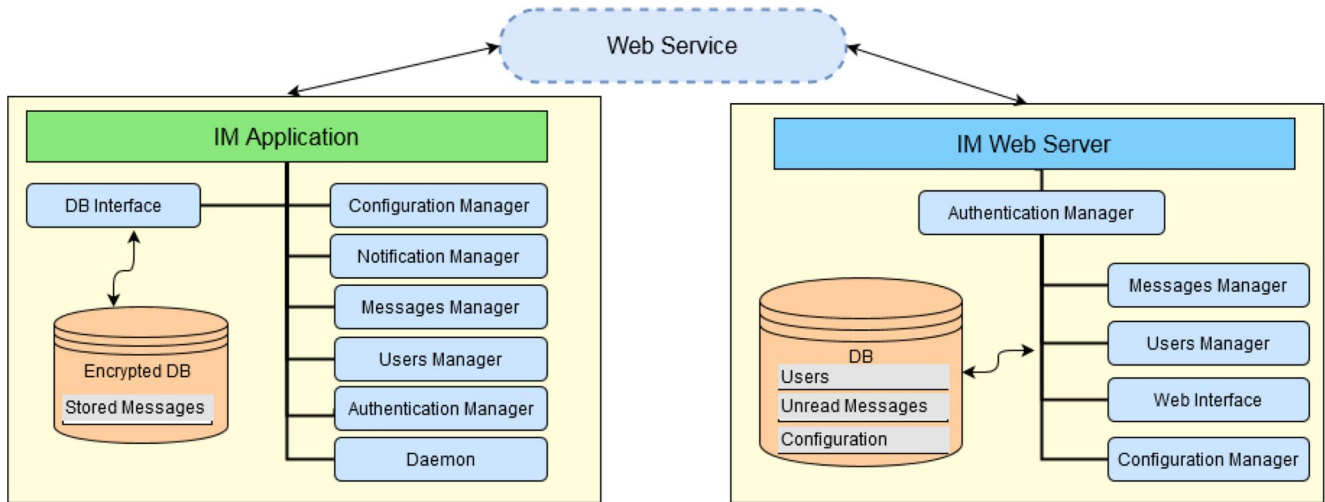 Web Service
IM Application
DB Interface
Configuration Manager
Notification Manager
Messages Manager
Users Manager
Authentication Manager
Daemon
Encrypted DB
Stored Messages
IM Web Server
Authentication Manager
Messages Manager
Users Manager
Web Interface
Configuration Manager
DB
Users
Unread Messages
Configuration